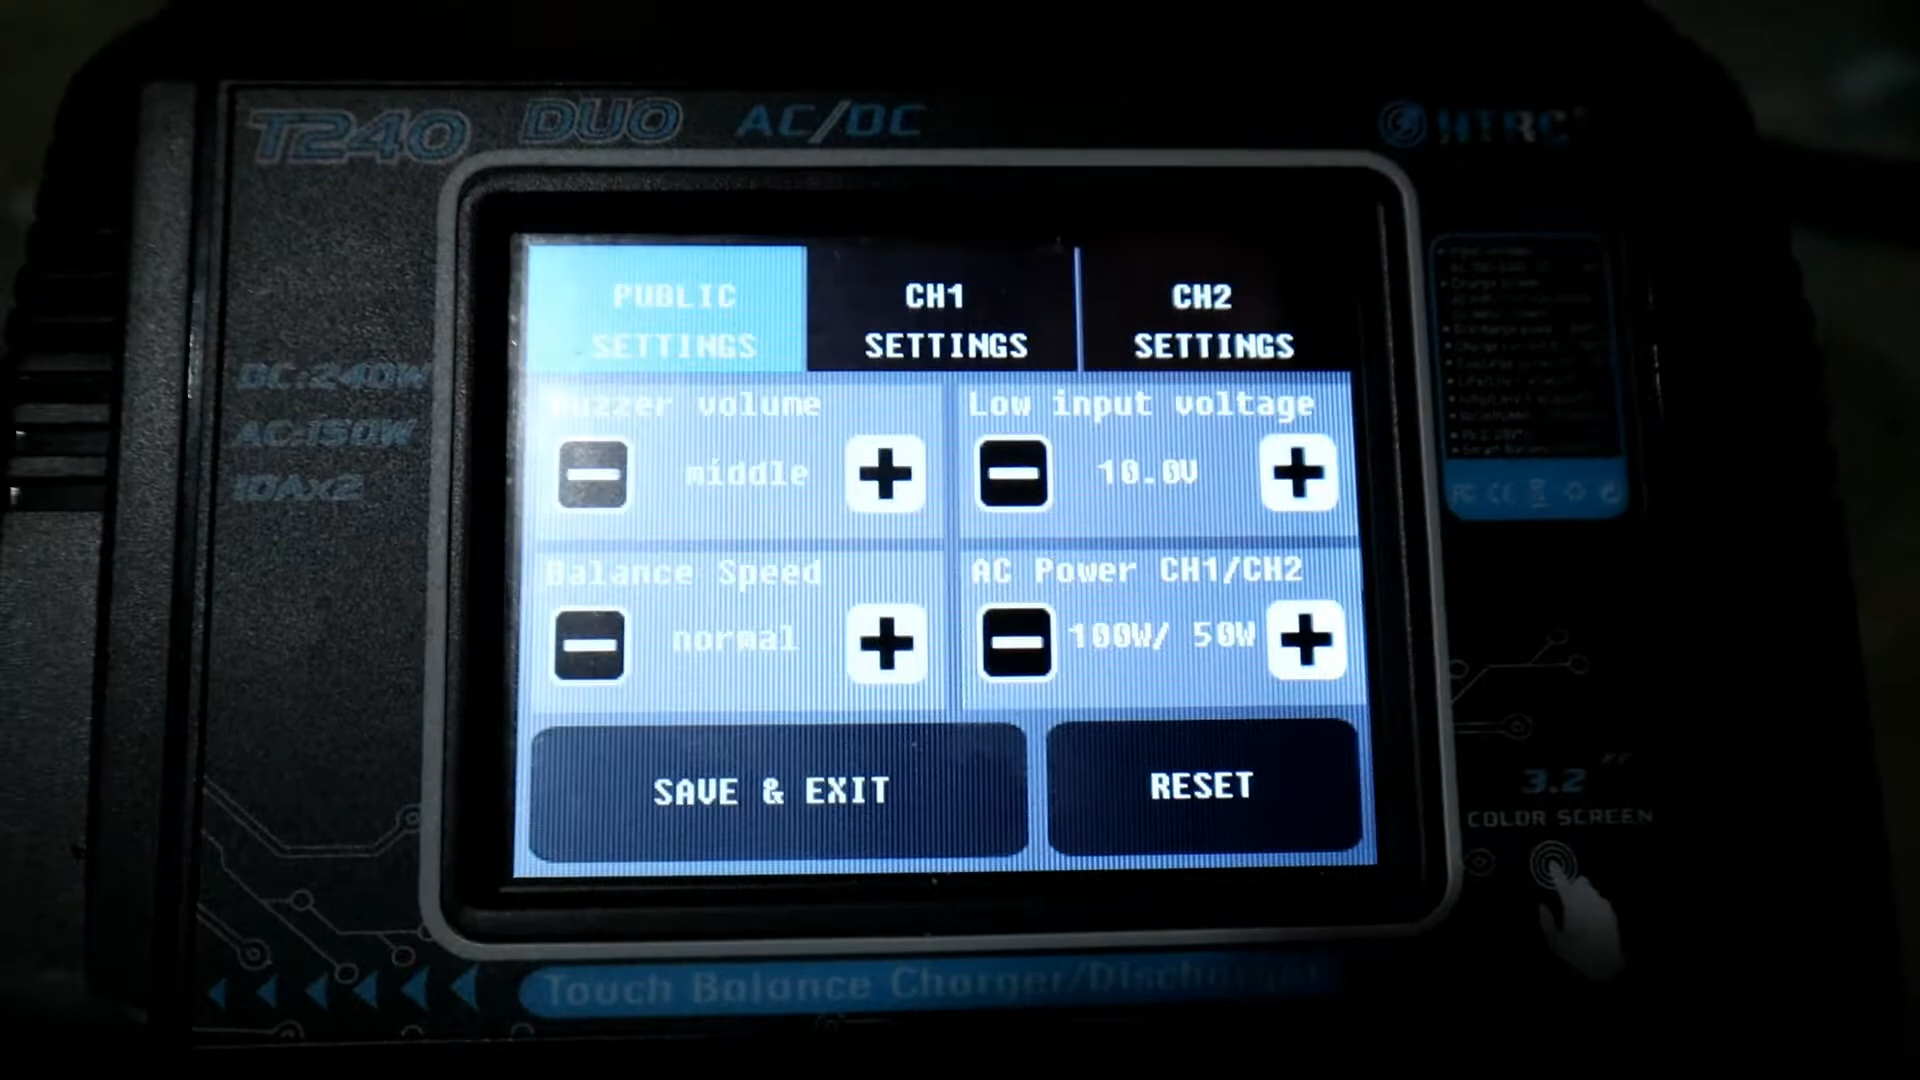 T240 DUO AC/DC
HTRC
DC:240W
AC:150W
10Ax2
PUBLIC SETTINGS
CH1 SETTINGS
CH2 SETTINGS
Buzzer volume
middle
Low input voltage
10.0V
Balance Speed
normal
AC Power CH1/CH2
100W/ 50W
SAVE & EXIT
RESET
3.2"
COLOR SCREEN
Touch Balance Charger/Discharger